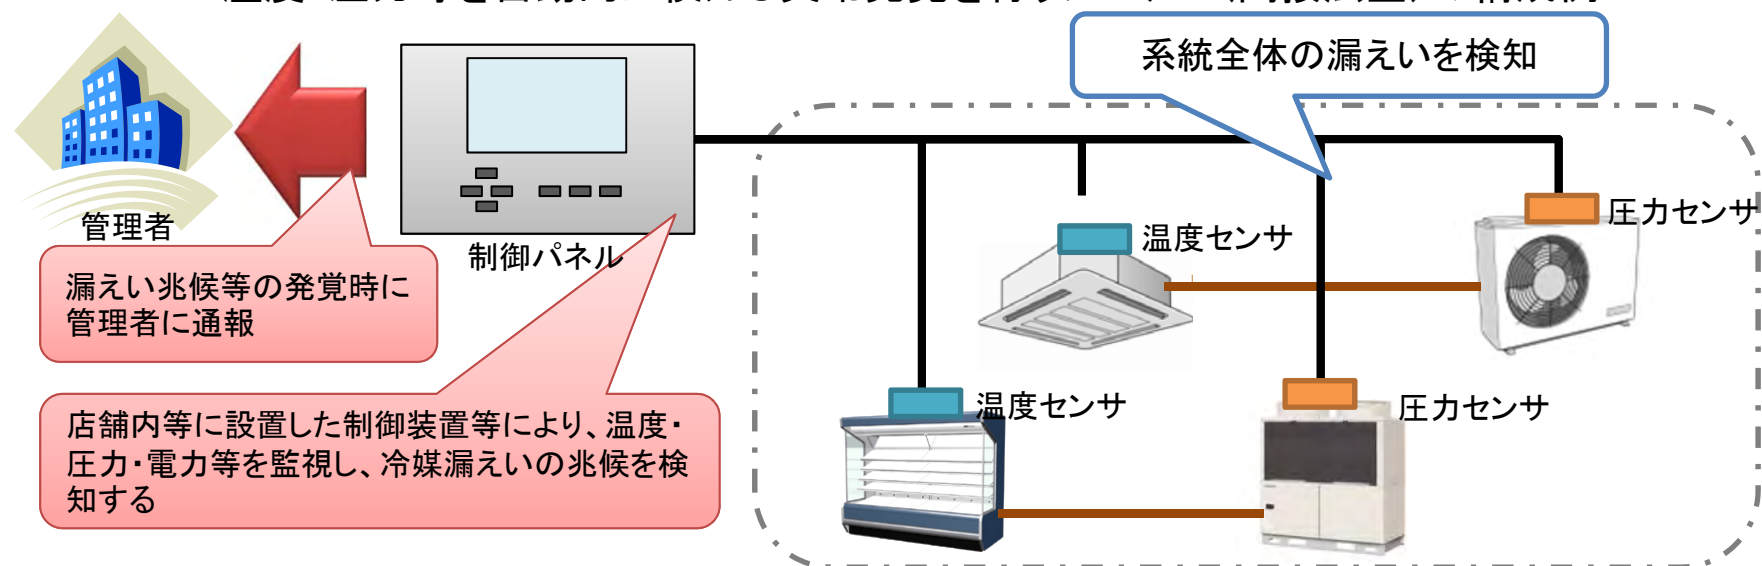 系統全体の漏えいを検知
圧力センサ
管理者
温度センサ
制御パネル
漏えい兆候等の発覚時に
管理者に通報
温度センサ
圧力センサ
店舗内等に設置した制御装置等により、温度・
圧力・電力等を監視し、冷媒漏えいの兆候を検
知する